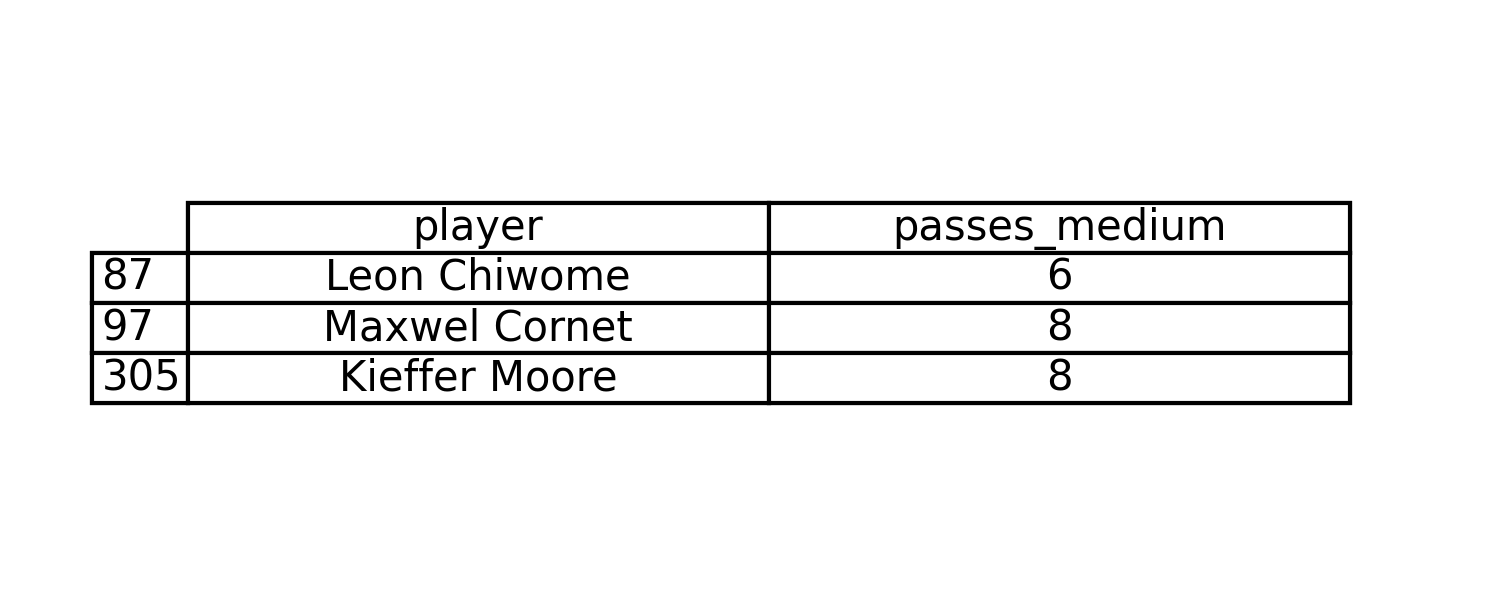 player passes_medium
87 Leon Chiwome 6
97 Maxwel Cornet 8
305 Kieffer Moore 8